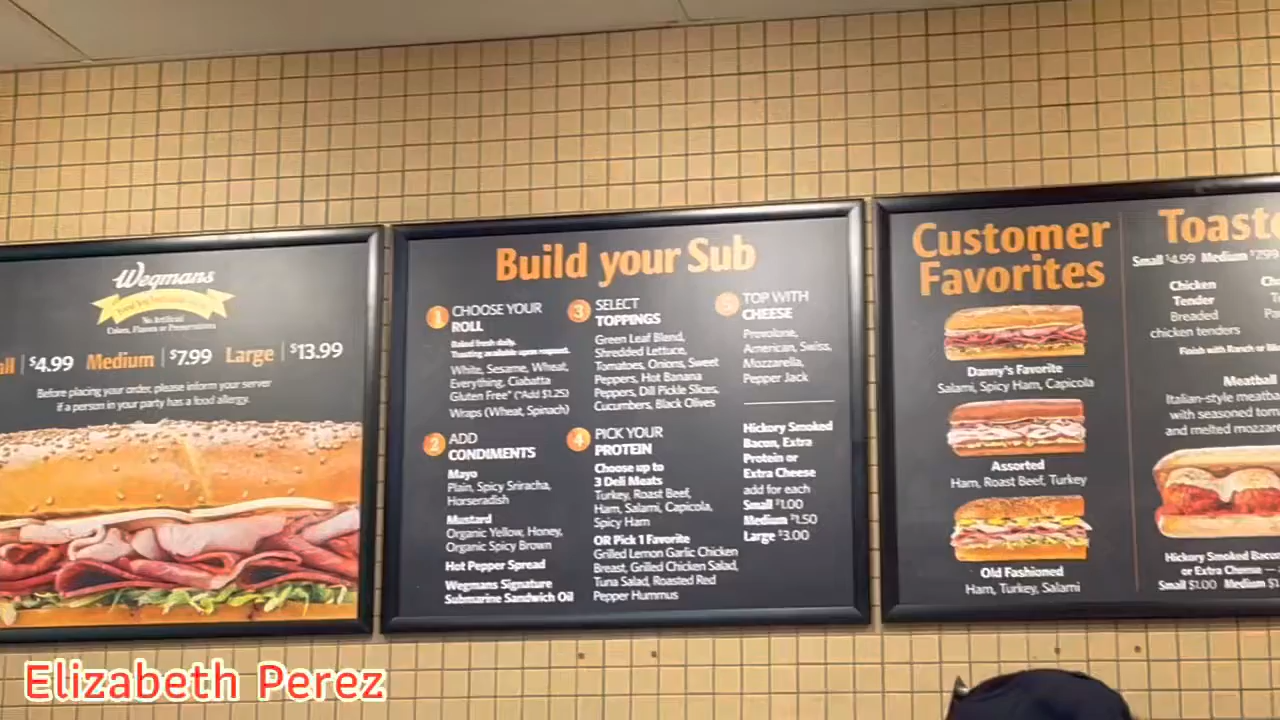 Wegmans
No Artificial
Colors, Flavors or Preservatives
all | $4.99 Medium | $7.99 Large | $13.99
Before placing your order, please inform your server
if a person in your party has a food allergy.
Build your Sub
1 CHOOSE YOUR
ROLL
Baked fresh daily.
Toasting available upon request.
White, Sesame, Wheat,
Everything, Ciabatta
Gluten Free* (*Add $1.25)
Wraps (Wheat, Spinach)
2 ADD
CONDIMENTS
Mayo
Plain, Spicy Sriracha,
Horseradish
Mustard
Organic Yellow, Honey,
Organic Spicy Brown
Hot Pepper Spread
Wegmans Signature
Submarine Sandwich Oil
3 SELECT
TOPPINGS
Green Leaf Blend,
Shredded Lettuce,
Tomatoes, Onions, Sweet
Peppers, Hot Banana
Peppers, Dill Pickle Slices,
Cucumbers, Black Olives
4 PICK YOUR
PROTEIN
Choose up to
3 Deli Meats
Turkey, Roast Beef,
Ham, Salami, Capicola,
Spicy Ham
OR Pick 1 Favorite
Grilled Lemon Garlic Chicken
Breast, Grilled Chicken Salad,
Tuna Salad, Roasted Red
Pepper Hummus
5 TOP WITH
CHEESE
Provolone,
American, Swiss,
Mozzarella,
Pepper Jack
Hickory Smoked
Bacon, Extra
Protein or
Extra Cheese
add for each
Small $1.00
Medium $1.50
Large $3.00
Customer
Favorites
Danny's Favorite
Salami, Spicy Ham, Capicola
Assorted
Ham, Roast Beef, Turkey
Old Fashioned
Ham, Turkey, Salami
Toaste
Small $4.99 Medium $7.99
Chicken
Tender
Breaded
chicken tenders
Finish with Ranch or Bl
Meatball
Italian-style meatba
with seasoned tom
and melted mozzare
Hickory Smoked Bacon
or Extra Cheese
Small $1.00 Medium $1
Elizabeth Perez